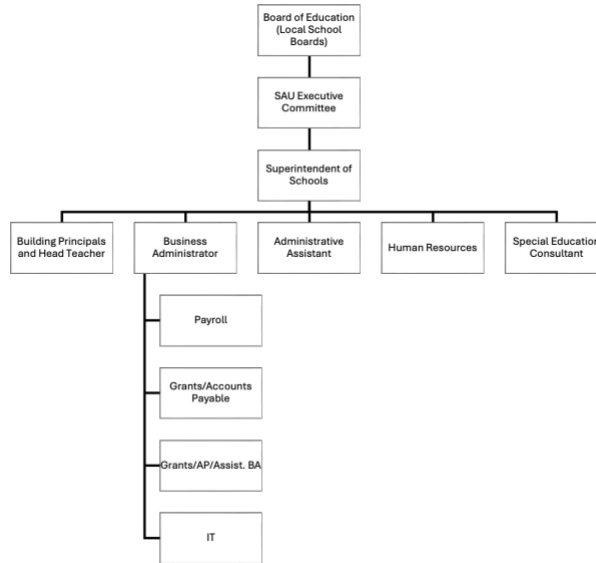 Board of Education
(Local School
Boards)
SAU Executive
Committee
Superintendent of
Schools
Building Principals
and Head Teacher
Business
Administrator
Administrative
Assistant
Human Resources
Special Education
Consultant
Payroll
Grants/Accounts
Payable
Grants/AP/Assist. BA
IT